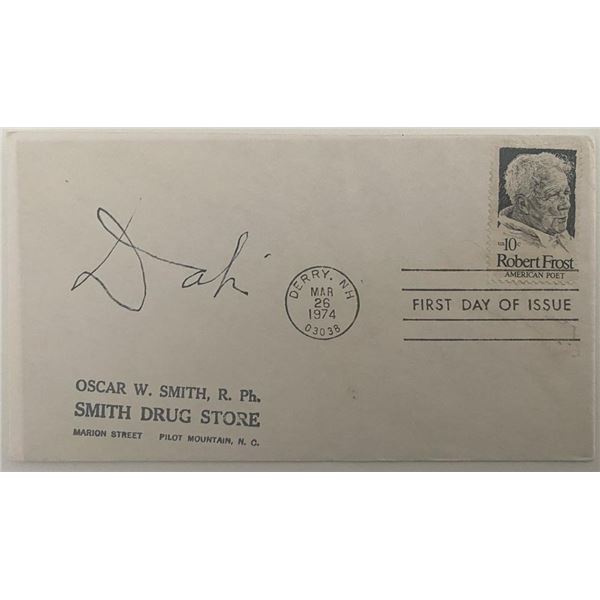 US 10c
Robert Frost
AMERICAN POET
DERRY, NH
MAR
26
1974
03038
FIRST DAY OF ISSUE
OSCAR W. SMITH, R. Ph.
SMITH DRUG STORE
MARION STREET PILOT MOUNTAIN, N. C.